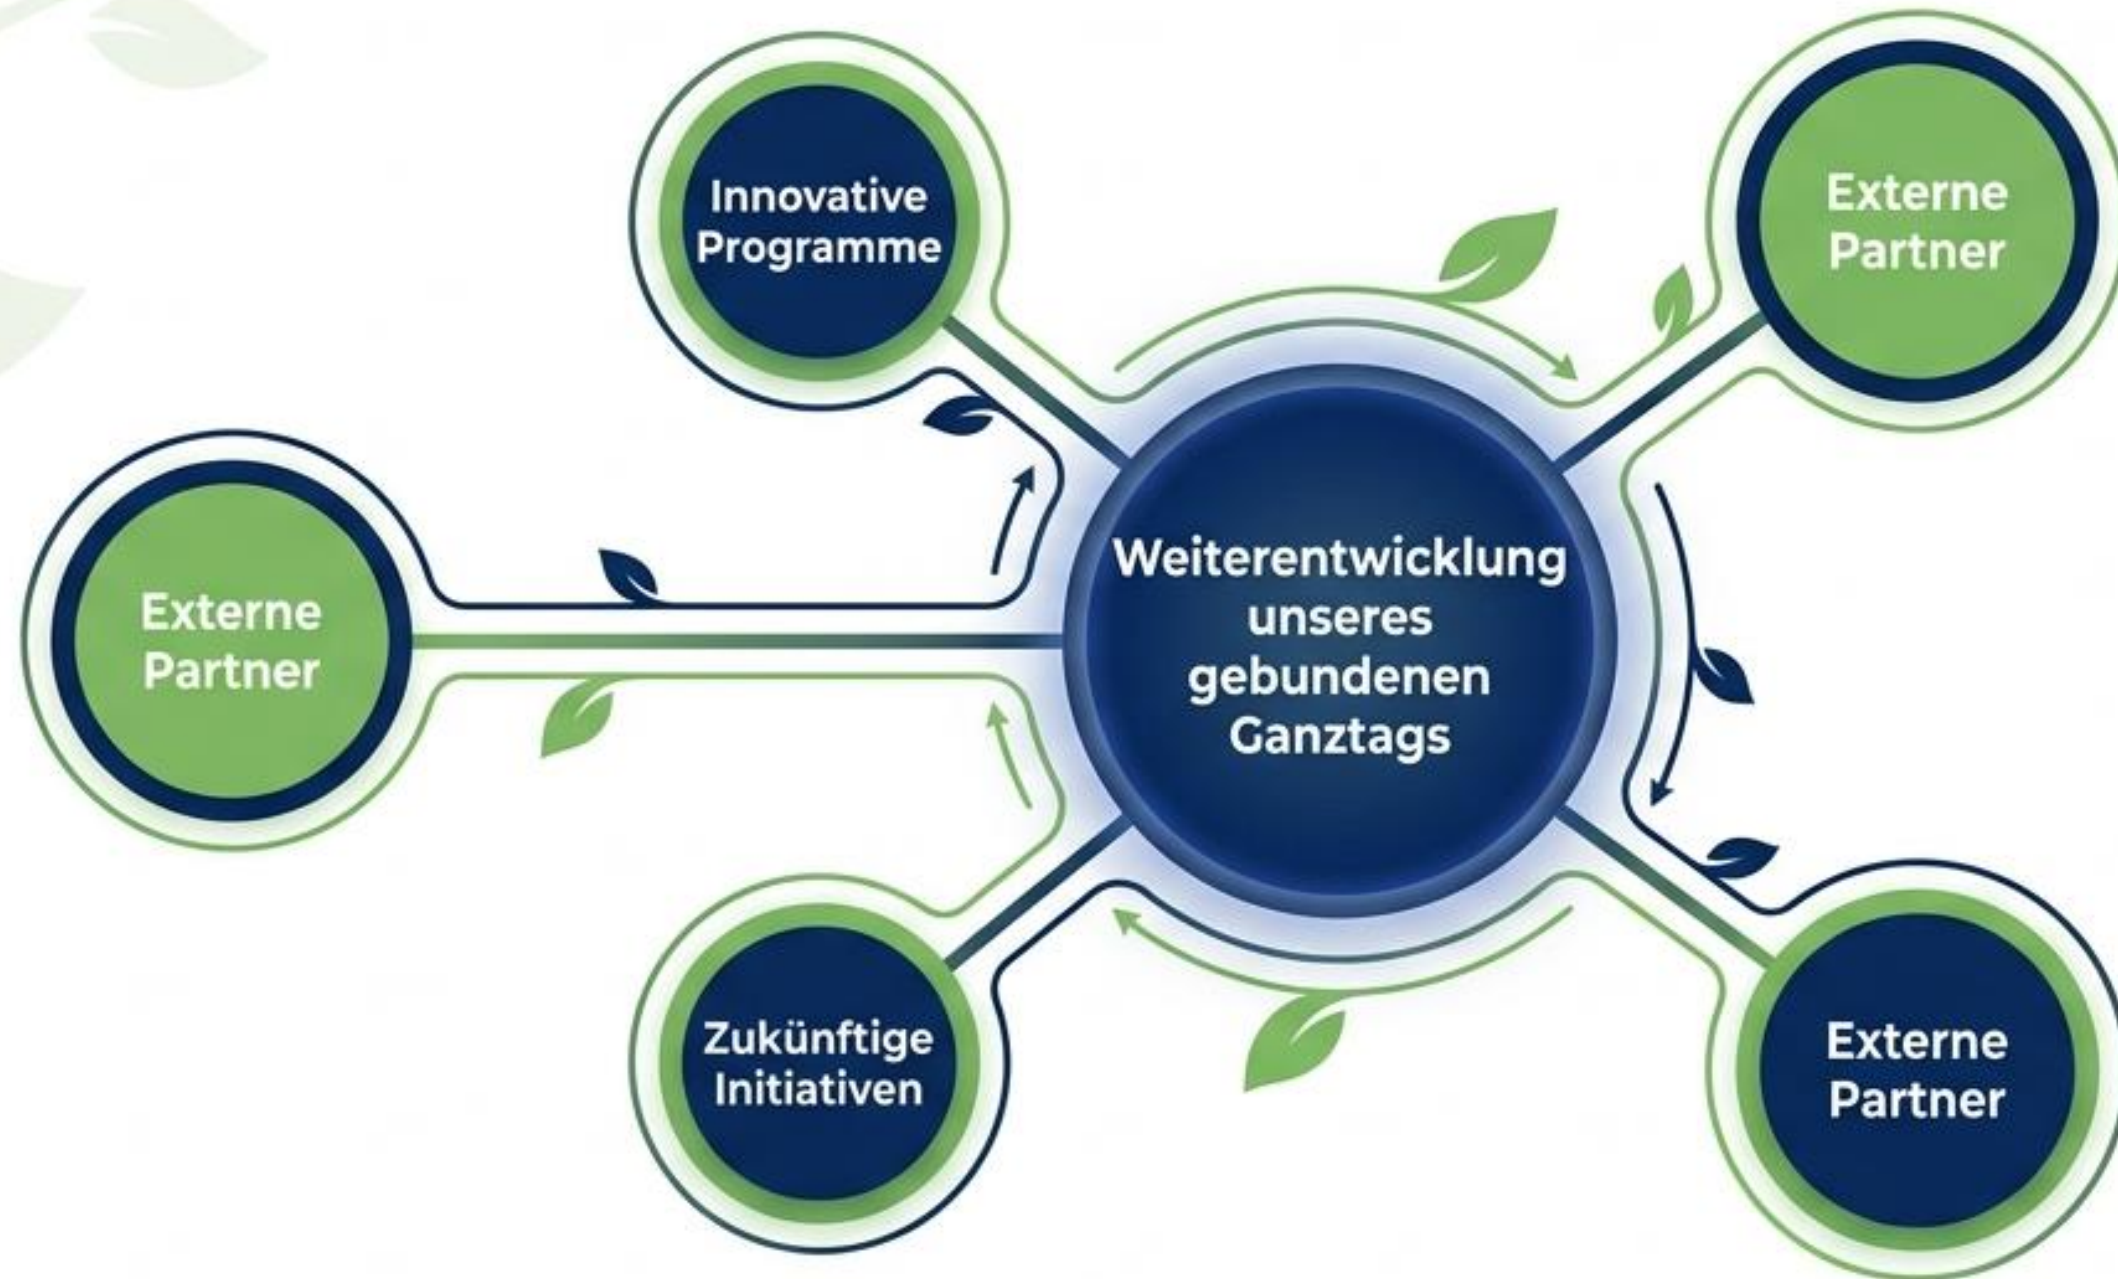 Innovative
Programme
Externe
Partner
Externe
Partner
Weiterentwicklung
unseres
gebundenen
Ganztags
Zukünftige
Initiativen
Externe
Partner